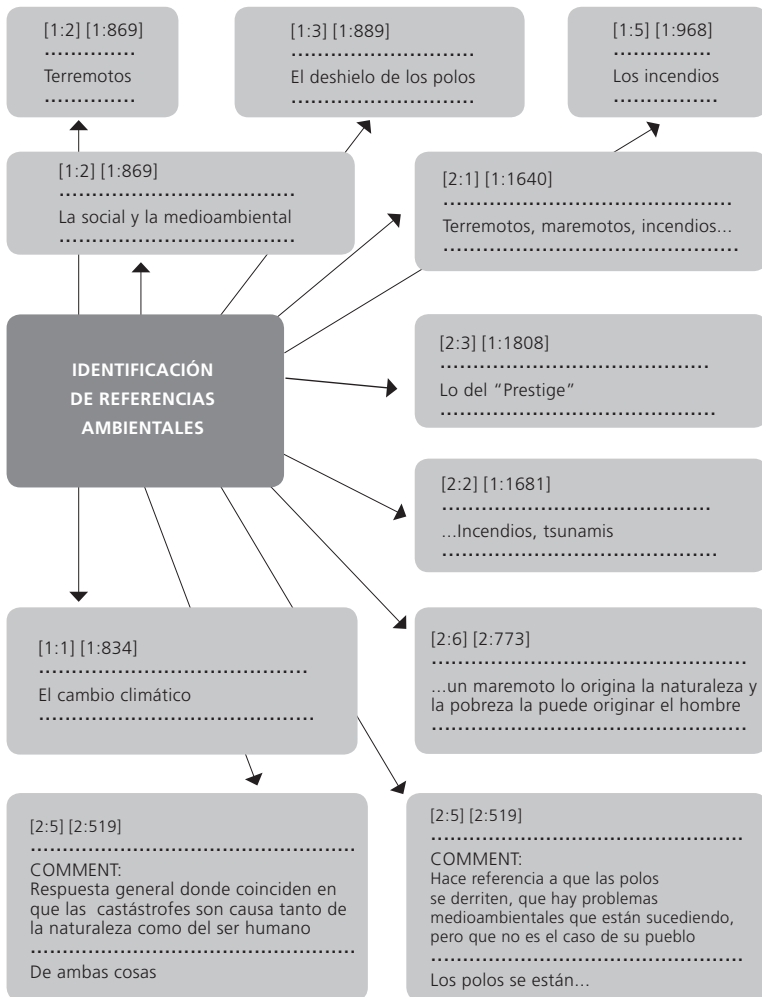 [1:2] [1:869]
Terremotos
[1:3] [1:889]
El deshielo de los polos
[1:5] [1:968]
Los incendios
[1:2] [1:869]
La social y la medioambiental
[2:1] [1:1640]
Terremotos, maremotos, incendios...
IDENTIFICACIÓN
DE REFERENCIAS
AMBIENTALES
[2:3] [1:1808]
Lo del “Prestige”
[2:2] [1:1681]
...Incendios, tsunamis
[1:1] [1:834]
El cambio climático
[2:6] [2:773]
...un maremoto lo origina la naturaleza y
la pobreza la puede originar el hombre
[2:5] [2:519]
COMMENT:
Respuesta general donde coinciden en
que las castástrofes son causa tanto de
la naturaleza como del ser humano
De ambas cosas
[2:5] [2:519]
COMMENT:
Hace referencia a que las polos
se derriten, que hay problemas
medioambientales que están sucediendo,
pero que no es el caso de su pueblo
Los polos se están...